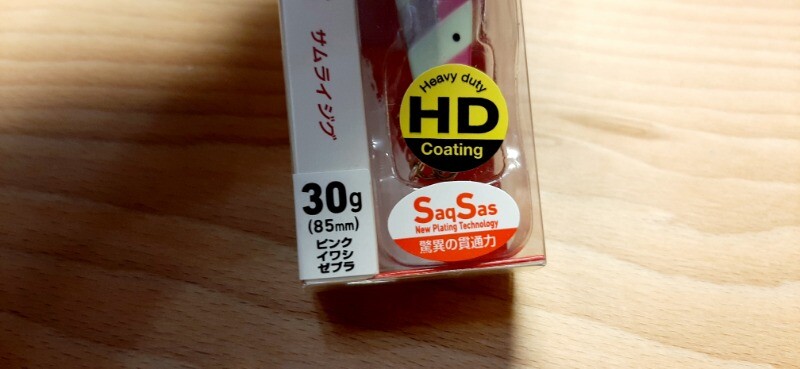 サムライジグ
Heavy duty
HD
Coating
30g
(85mm)
ピンク
イワシ
ゼブラ
SaqSas
New Plating Technology
驚異の貫通力